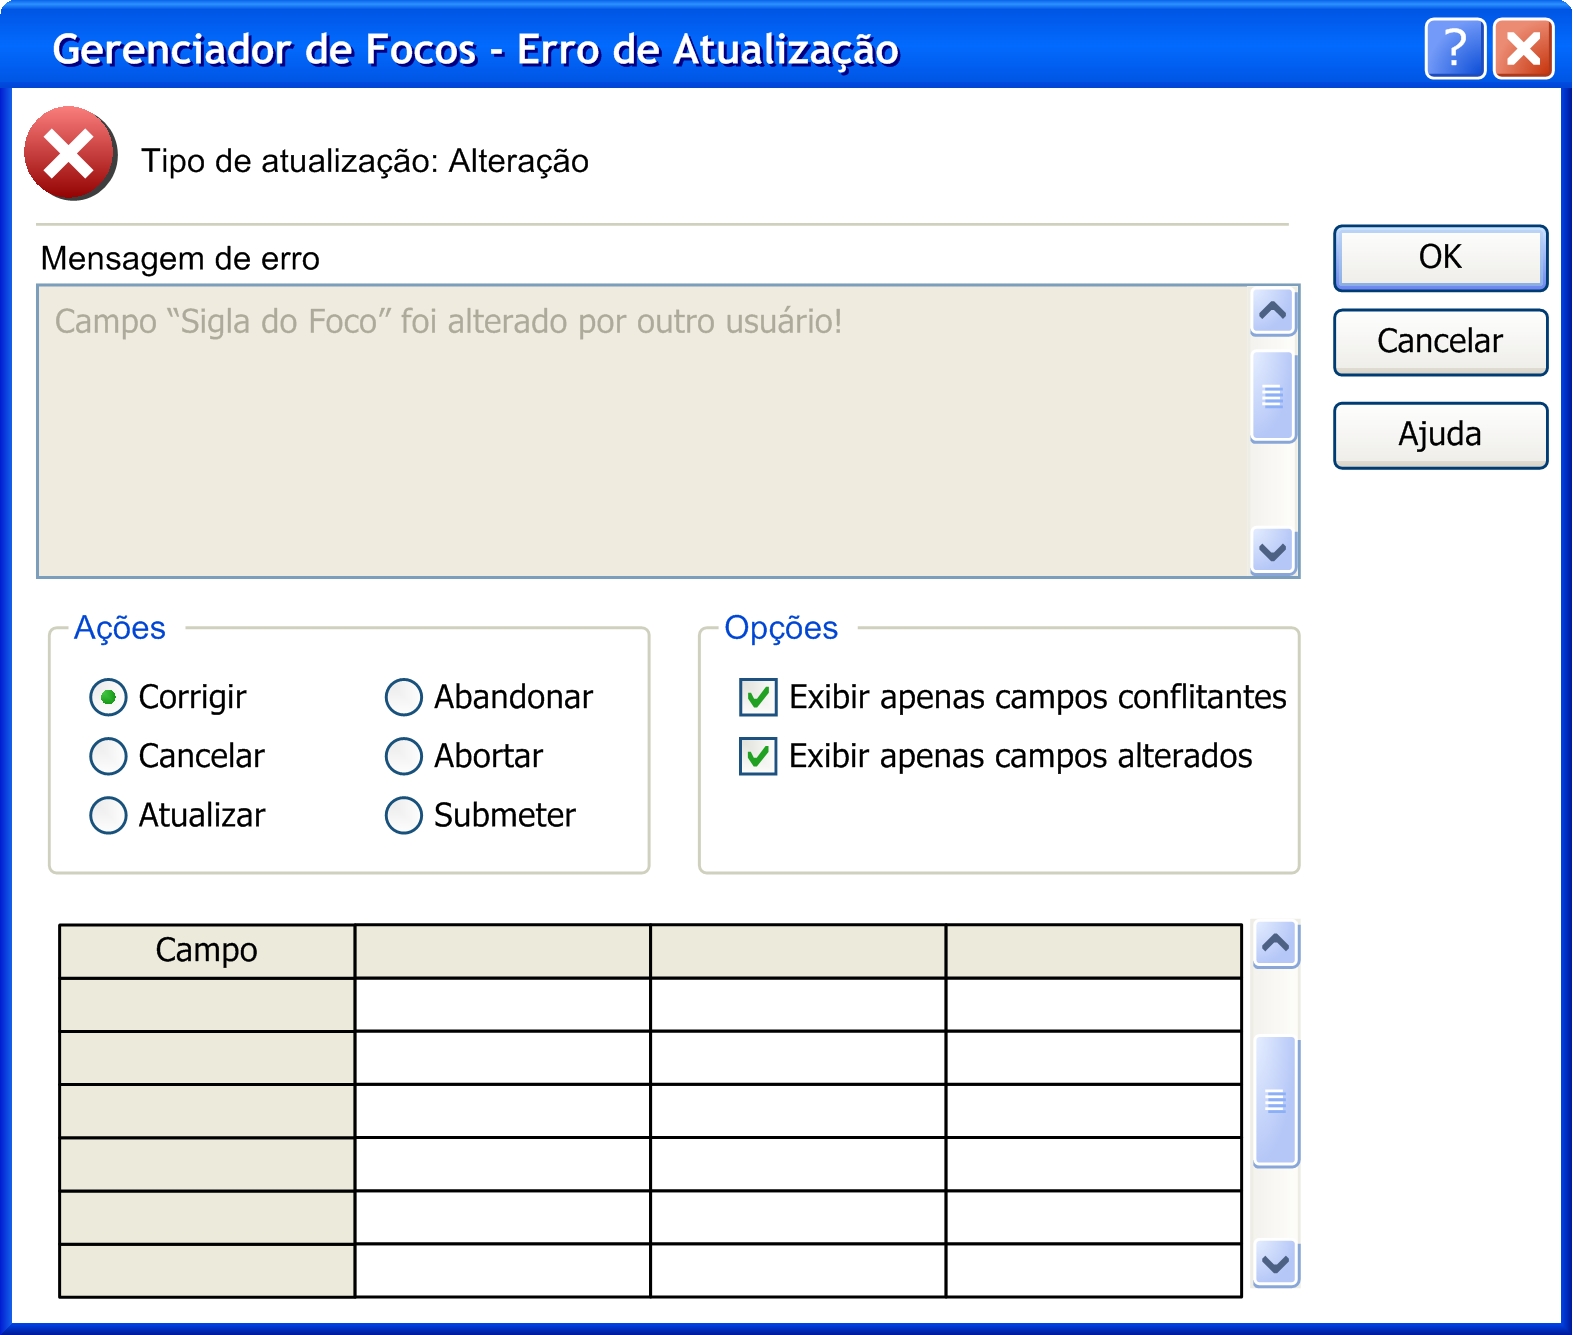 Gerenciador de Focos - Erro de Atualização
Tipo de atualização: Alteração
Mensagem de erro
Campo “Sigla do Foco” foi alterado por outro usuário!
OK
Cancelar
Ajuda
Ações
Corrigir
Abandonar
Cancelar
Abortar
Atualizar
Submeter
Opções
Exibir apenas campos conflitantes
Exibir apenas campos alterados
Campo